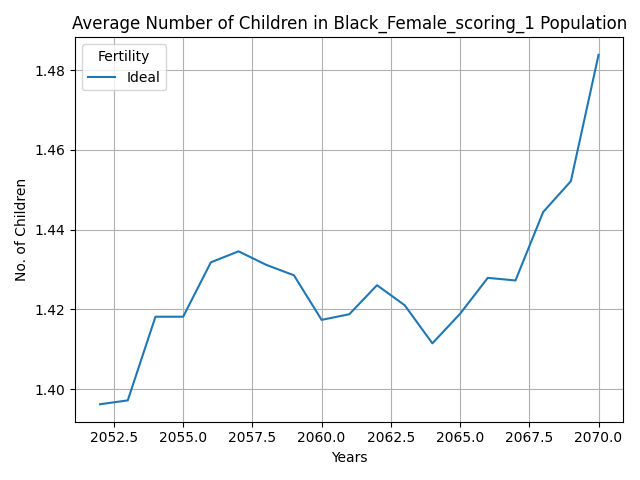 Average Number of Children in Black_Female_scoring_1 Population
Fertility
Ideal
1.48
1.46
1.44
1.42
1.40
No. of Children
2052.5 2055.0 2057.5 2060.0 2062.5 2065.0 2067.5 2070.0
Years